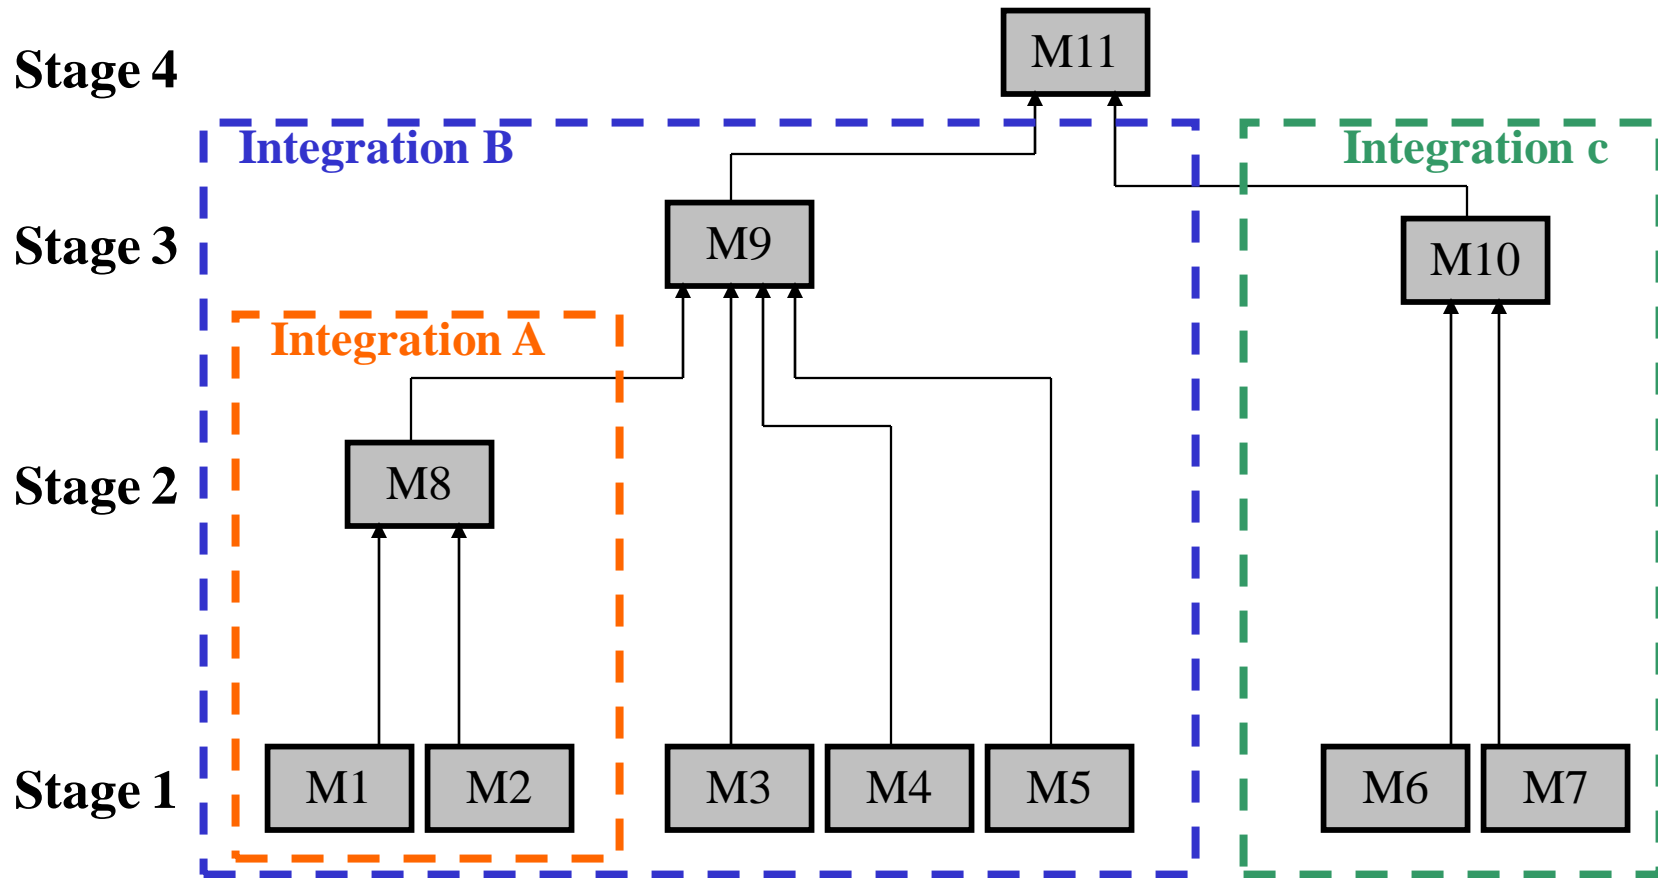 M11
Stage 4
Integration B
Integration c
Stage 3
M9
M10
Integration A
Stage 2
M8
Stage 1
M1
M2
M3
M4
M5
M6
M7